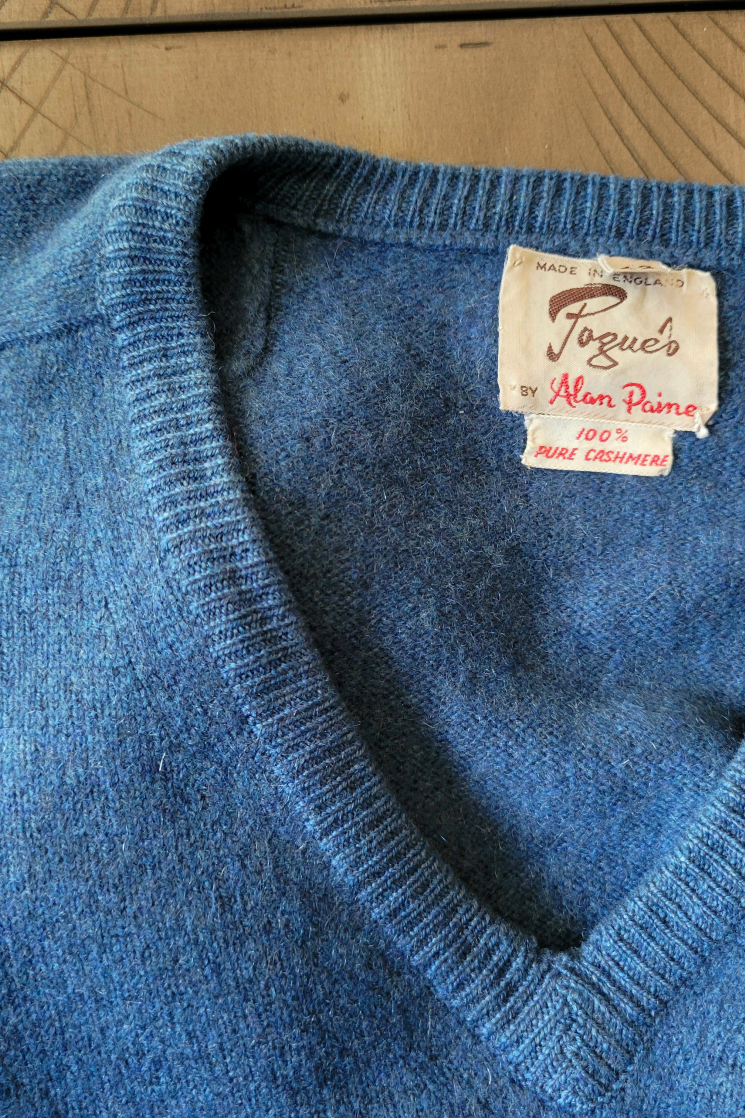 MADE IN ENGLAND
Pogue's
BY Alan Paine
100%
PURE CASHMERE